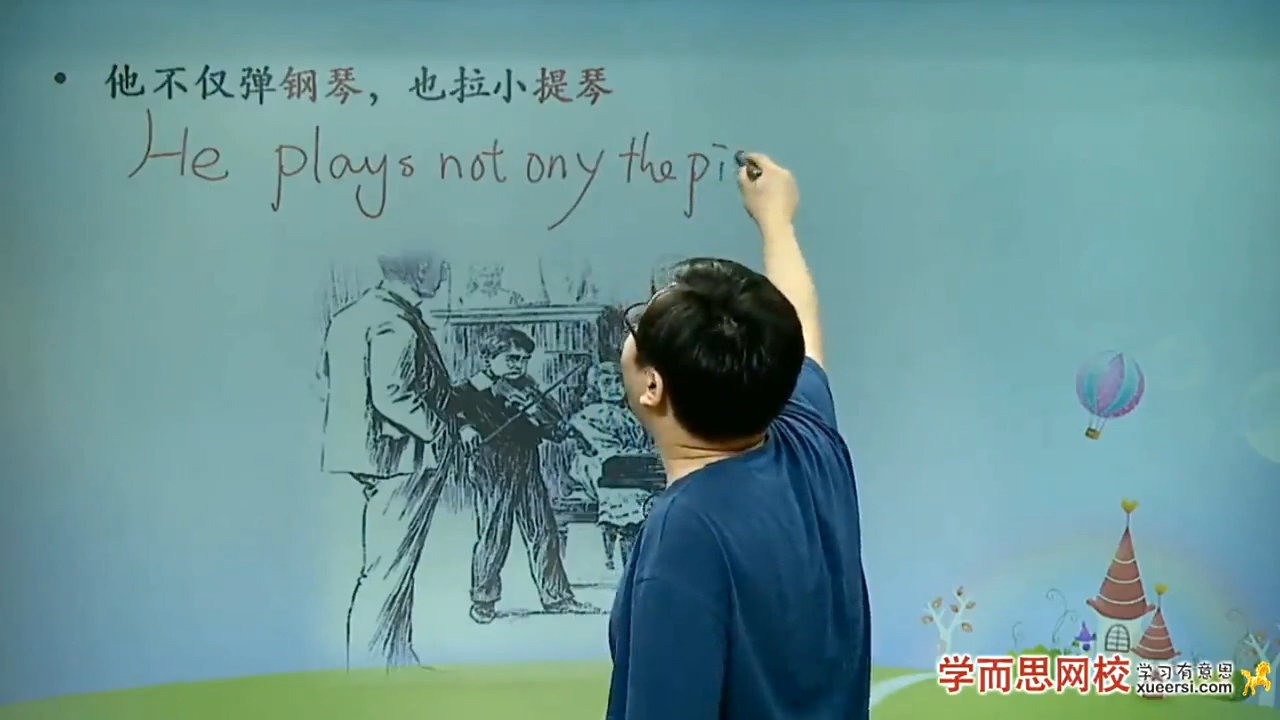 • 他不仅弹钢琴，也拉小提琴
He plays not ony the pi
学而思网校 学习有意思
xueersi.com